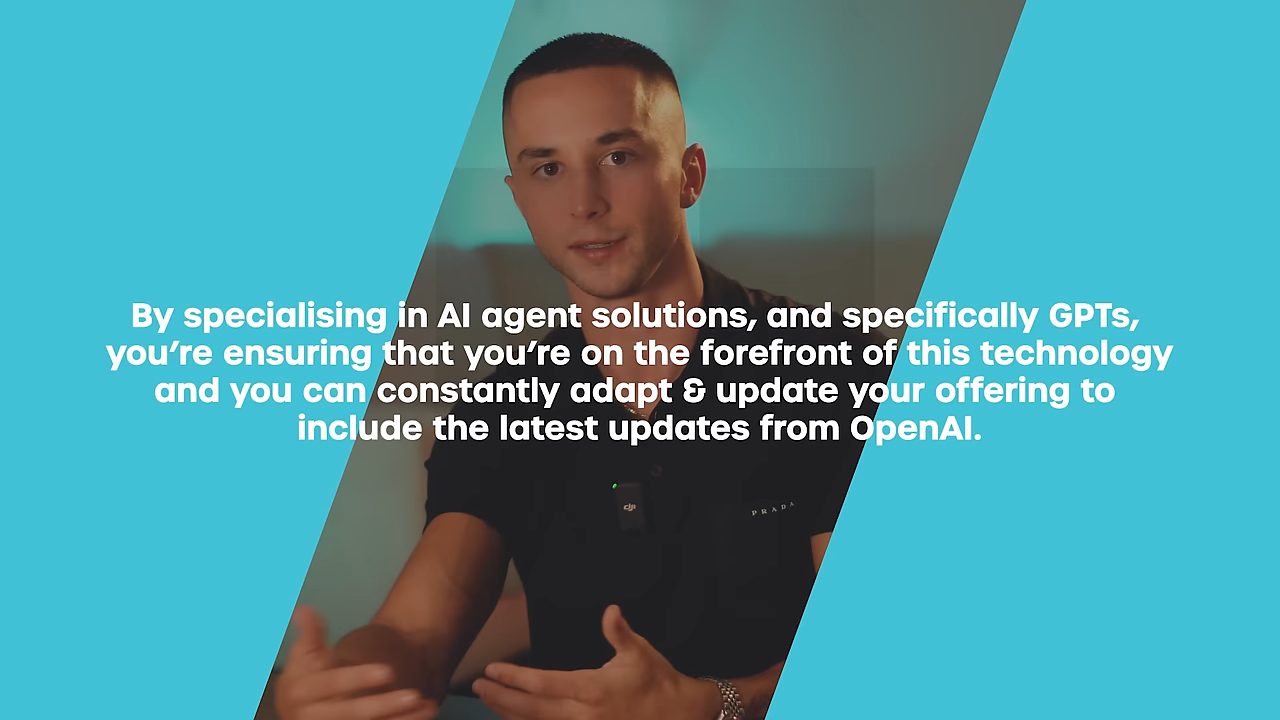 By specialising in AI agent solutions, and specifically GPTs,
you're ensuring that you're on the forefront of this technology
and you can constantly adapt & update your offering to
include the latest updates from OpenAI.
dji
PRADA